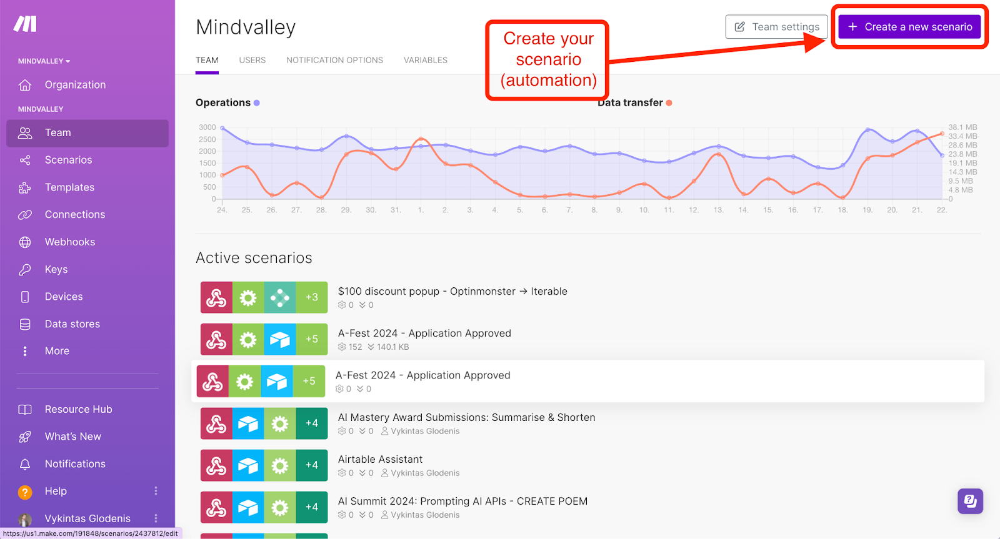 MINDVALLEY
Organization
MINDVALLEY
Team
Scenarios
Templates
Connections
Webhooks
Keys
Devices
Data stores
More
Resource Hub
What's New
Notifications
? Help
Vykintas Glodenis
https://us1.make.com/191848/scenarios/2437812/edit
Mindvalley
Team settings
+ Create a new scenario
Create your
scenario
(automation)
TEAM USERS NOTIFICATION OPTIONS VARIABLES
Operations
Data transfer
3000
2500
2000
1500
1000
500
0
38.1 MB
33.4 MB
28.6 MB
23.8 MB
19.1 MB
14.3 MB
9.5 MB
4.8 MB
0
24. 25. 26. 27. 28. 29. 30. 31. 1. 2. 3. 4. 5. 6. 7. 8. 9. 10. 11. 12. 13. 14. 15. 16. 17. 18. 19. 20. 21. 22.
Active scenarios
+3
$100 discount popup - Optinmonster → Iterable
0 0
+5
A-Fest 2024 - Application Approved
152 140.1 KB
+5
A-Fest 2024 - Application Approved
0 0
+4
AI Mastery Award Submissions: Summarise & Shorten
0 0 Vykintas Glodenis
+4
Airtable Assistant
0 0 Vykintas Glodenis
+4
AI Summit 2024: Prompting AI APIs - CREATE POEM
0 0 Vykintas Glodenis
?